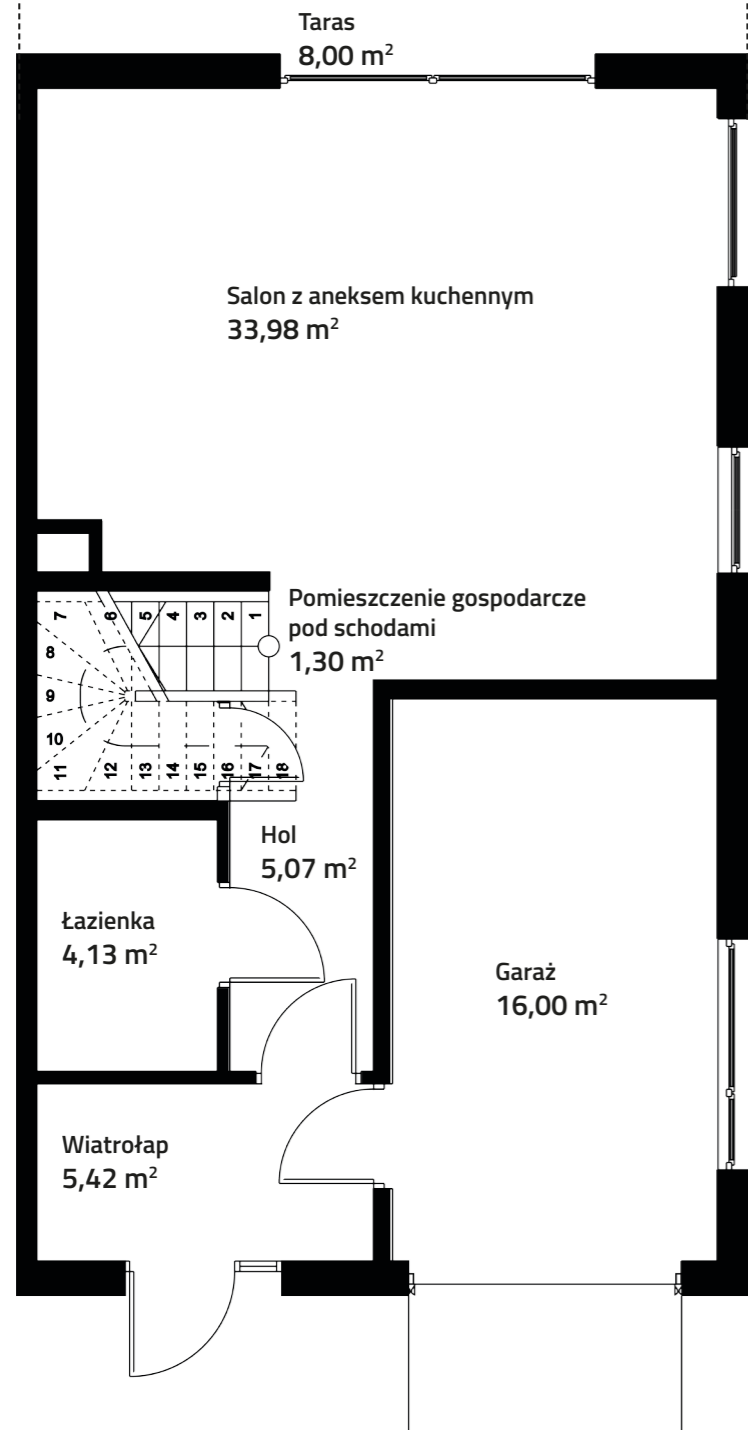 Taras
8,00 m²
Salon z aneksem kuchennym
33,98 m²
Pomieszczenie gospodarcze
pod schodami
1,30 m²
7 6 5 4 3 2 1
8
9
10
11 12 13 14 15 16 17 18
Hol
5,07 m²
Łazienka
4,13 m²
Garaż
16,00 m²
Wiatrołap
5,42 m²